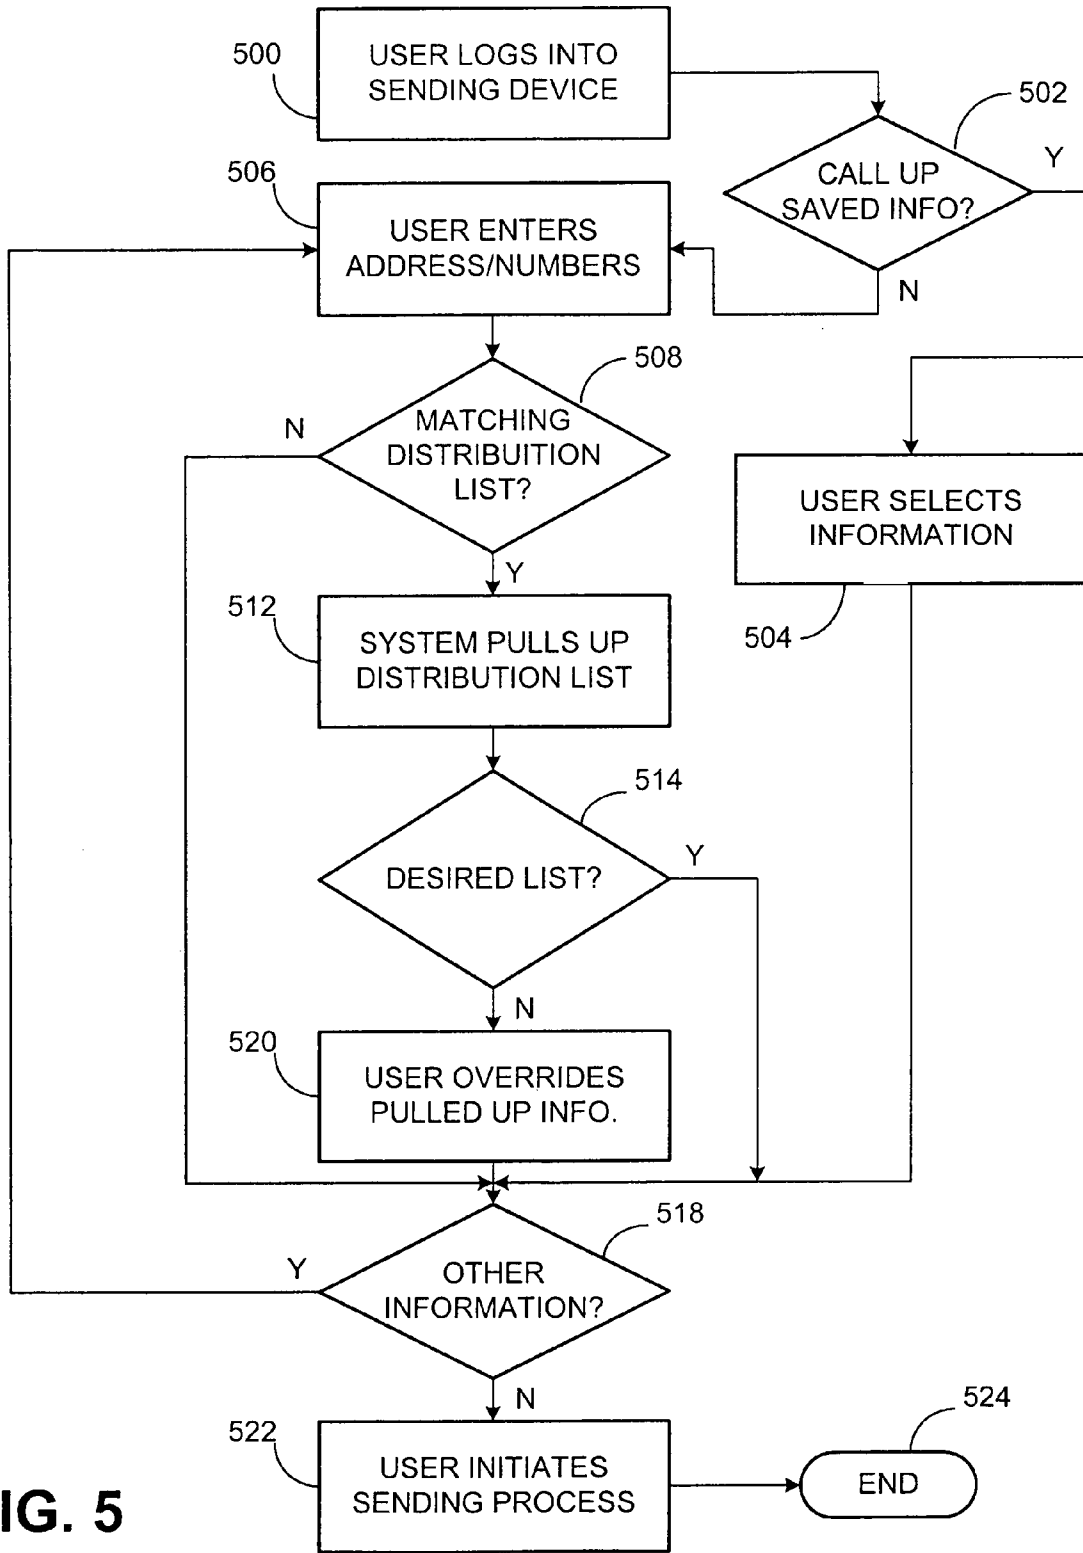 500
USER LOGS INTO
SENDING DEVICE
502
CALL UP
SAVED INFO?
Y
N
506
USER ENTERS
ADDRESS/NUMBERS
508
MATCHING
DISTRIBUITION
LIST?
N
Y
USER SELECTS
INFORMATION
504
512
SYSTEM PULLS UP
DISTRIBUTION LIST
514
DESIRED LIST?
Y
N
520
USER OVERRIDES
PULLED UP INFO.
518
OTHER
INFORMATION?
Y
N
522
USER INITIATES
SENDING PROCESS
524
END
IG. 5